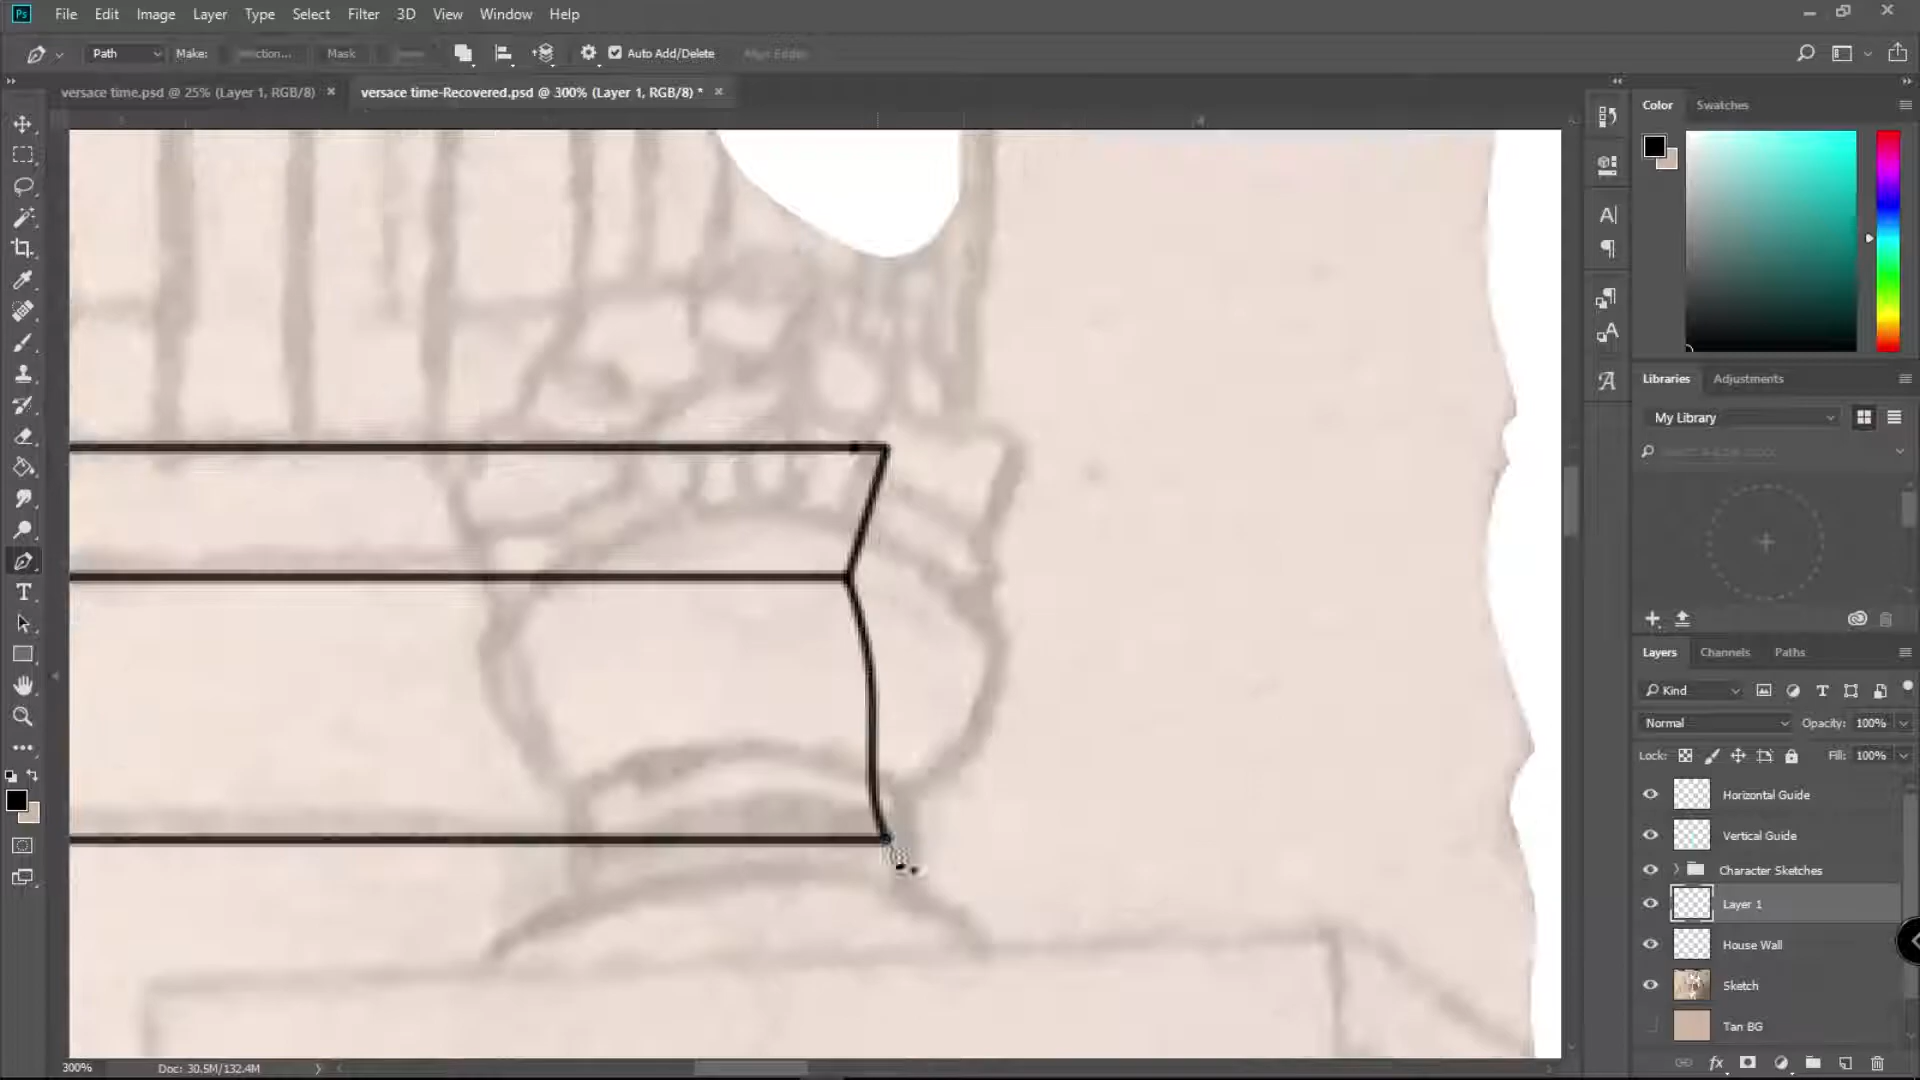 Ps File Edit Image Layer Type Select Filter 3D View Window Help
Path Make: Mask Auto Add/Delete Align Edges
versace time.psd @ 25% (Layer 1, RGB/8) × versace time-Recovered.psd @ 300% (Layer 1, RGB/8) * ×
Color Swatches
Libraries Adjustments
My Library
Layers Channels Paths
Kind
Normal Opacity: 100%
Lock: Fill: 100%
Horizontal Guide
Vertical Guide
Character Sketches
Layer 1
House Wall
Sketch
Tan BG
300% Doc: 30.5M/132.4M